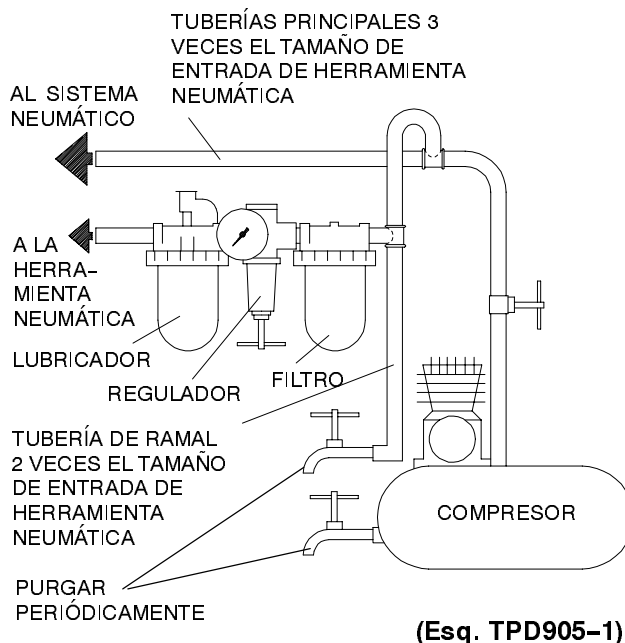 TUBERÍAS PRINCIPALES 3
VECES EL TAMAÑO DE
ENTRADA DE HERRAMIENTA
NEUMÁTICA
AL SISTEMA
NEUMÁTICO
A LA
HERRA–
MIENTA
NEUMÁTICA
LUBRICADOR
REGULADOR
FILTRO
TUBERÍA DE RAMAL
2 VECES EL TAMAÑO
DE ENTRADA DE
HERRAMIENTA
NEUMÁTICA
COMPRESOR
PURGAR
PERIÓDICAMENTE
(Esq. TPD905–1)